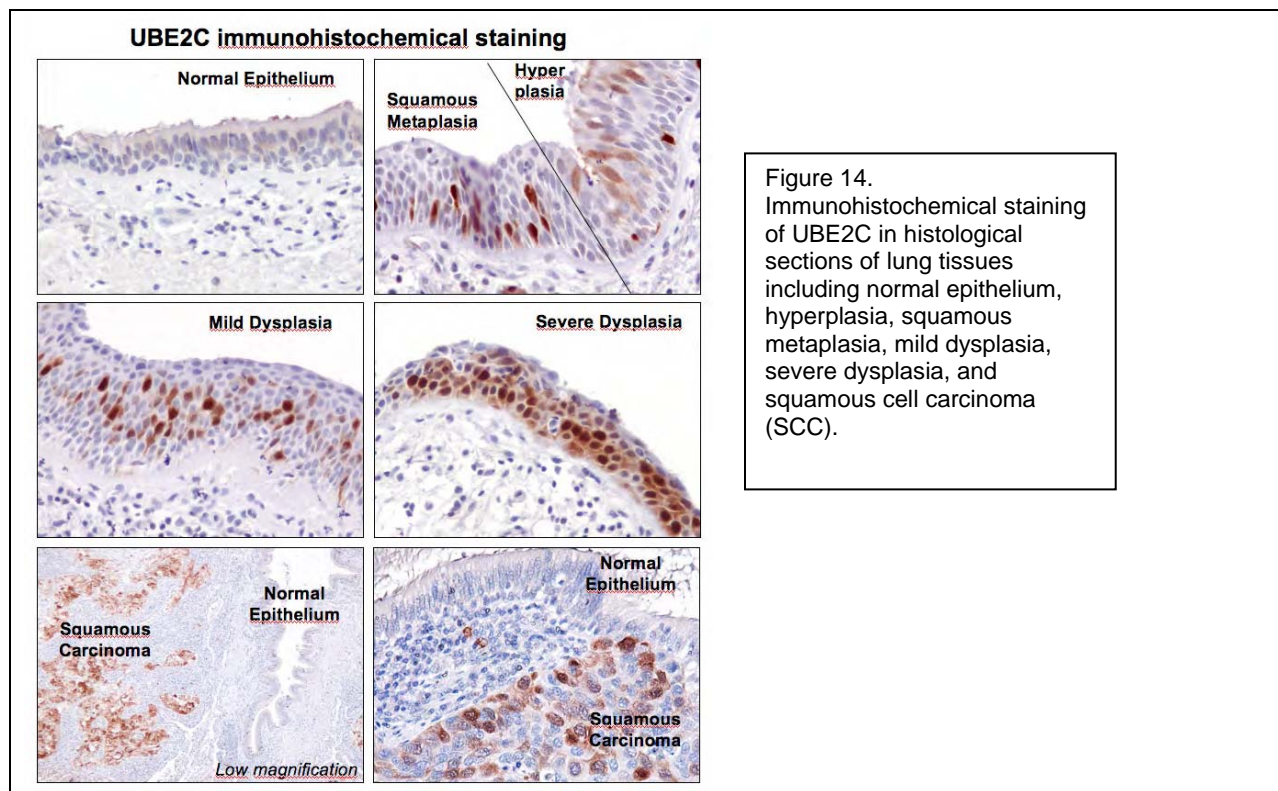 UBE2C immunohistochemical staining
Normal Epithelium
Squamous
Metaplasia
Hyper
plasia
Mild Dysplasia
Severe Dysplasia
Squamous
Carcinoma
Normal
Epithelium
Low magnification
Normal
Epithelium
Squamous
Carcinoma
Figure 14.
Immunohistochemical staining
of UBE2C in histological
sections of lung tissues
including normal epithelium,
hyperplasia, squamous
metaplasia, mild dysplasia,
severe dysplasia, and
squamous cell carcinoma
(SCC).